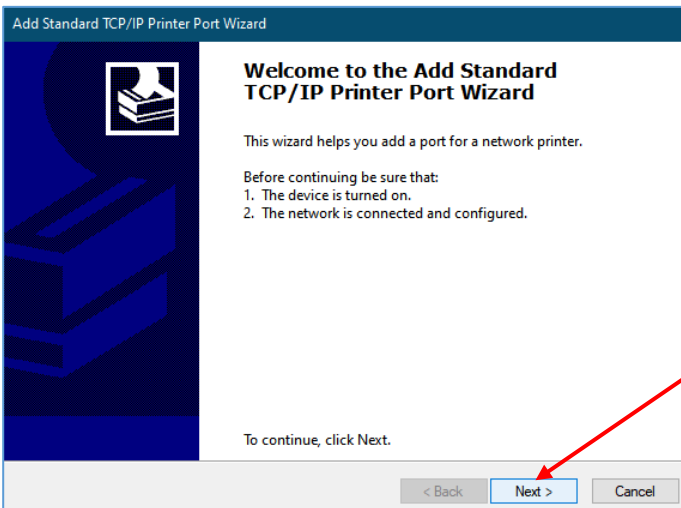 Add Standard TCP/IP Printer Port Wizard
Welcome to the Add Standard
TCP/IP Printer Port Wizard
This wizard helps you add a port for a network printer.
Before continuing be sure that:
1. The device is turned on.
2. The network is connected and configured.
To continue, click Next.
< Back Next > Cancel